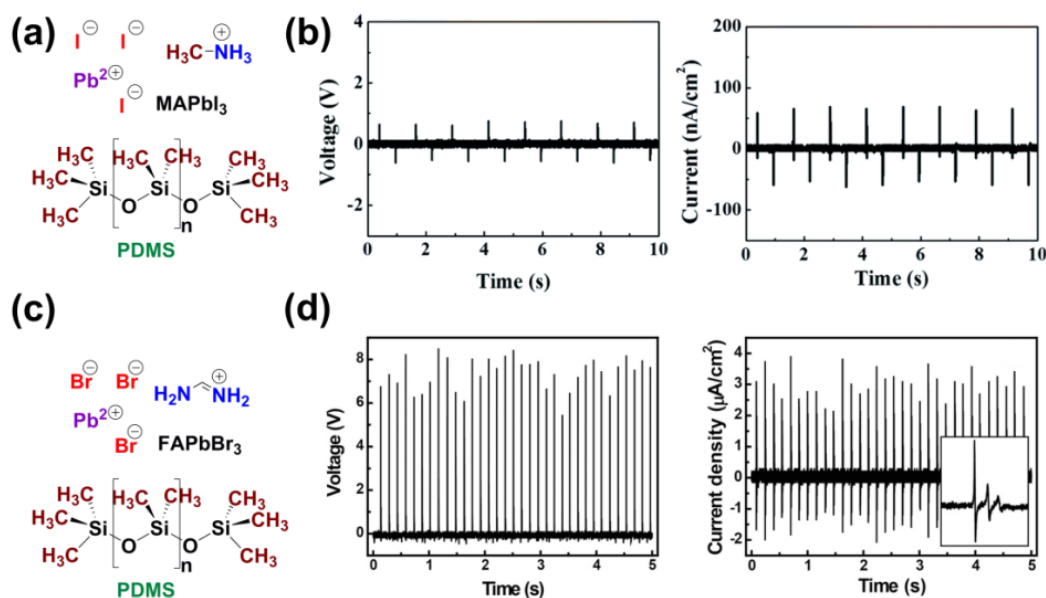 (a)
I⊖ I⊖ ⊕
H3C–NH3
Pb2⊕
I⊖ MAPbI3
H3C H3C CH3 CH3
H3C Si Si Si CH3
CH3 O O CH3
n
PDMS
(b)
Voltage (V)
4
2
0
-2
0 2 4 6 8 10
Time (s)
Current (nA/cm2)
200
100
0
-100
0 2 4 6 8 10
Time (s)
(c)
Br⊖ Br⊖ ⊕
H2N NH2
Pb2⊕
Br⊖ FAPbBr3
H3C H3C CH3 CH3
H3C Si Si Si CH3
CH3 O O CH3
n
PDMS
(d)
Voltage (V)
8
6
4
2
0
0 1 2 3 4 5
Time (s)
Current density (μA/cm2)
4
3
2
1
0
-1
-2
0 1 2 3 4 5
Time (s)